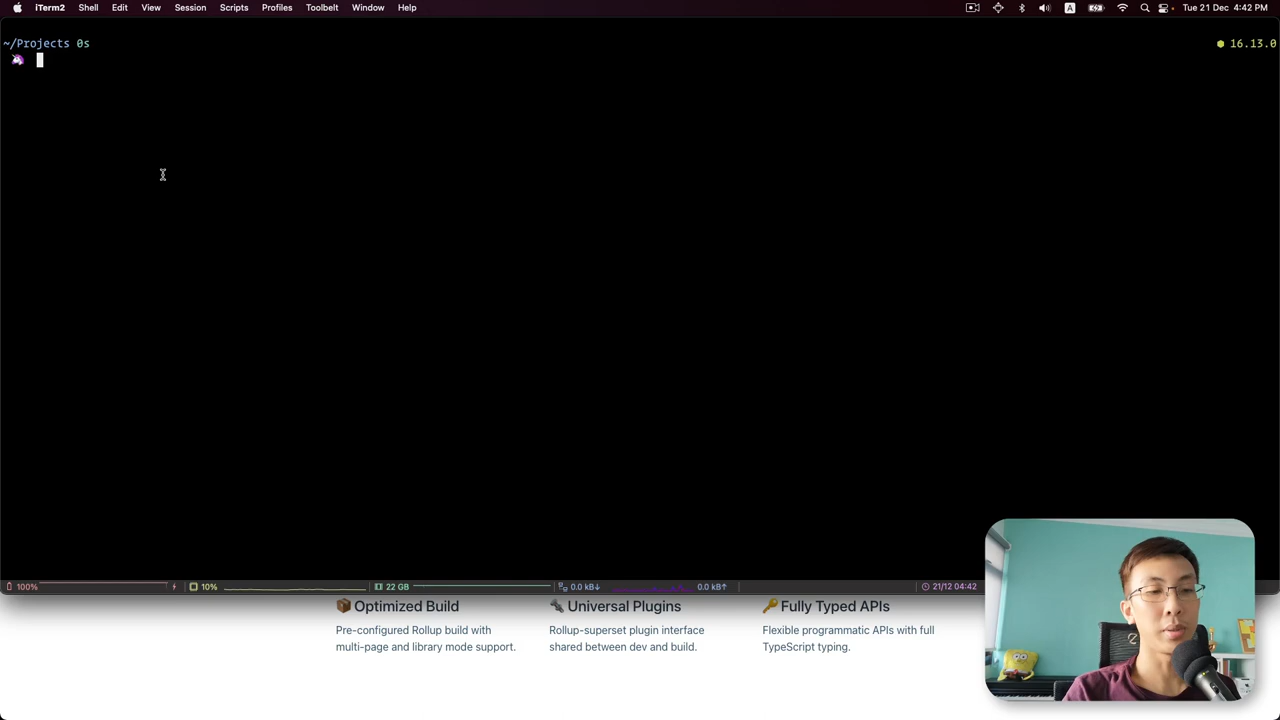 iTerm2 Shell Edit View Session Scripts Profiles Toolbelt Window Help A Tue 21 Dec 4:42 PM
~/Projects 0s 16.13.0
100% 10% 22 GB 0.0 kB↓ 0.0 kB↑ 21/12 04:42
Optimized Build
Pre-configured Rollup build with
multi-page and library mode support.
Universal Plugins
Rollup-superset plugin interface
shared between dev and build.
Fully Typed APIs
Flexible programmatic APIs with full
TypeScript typing.